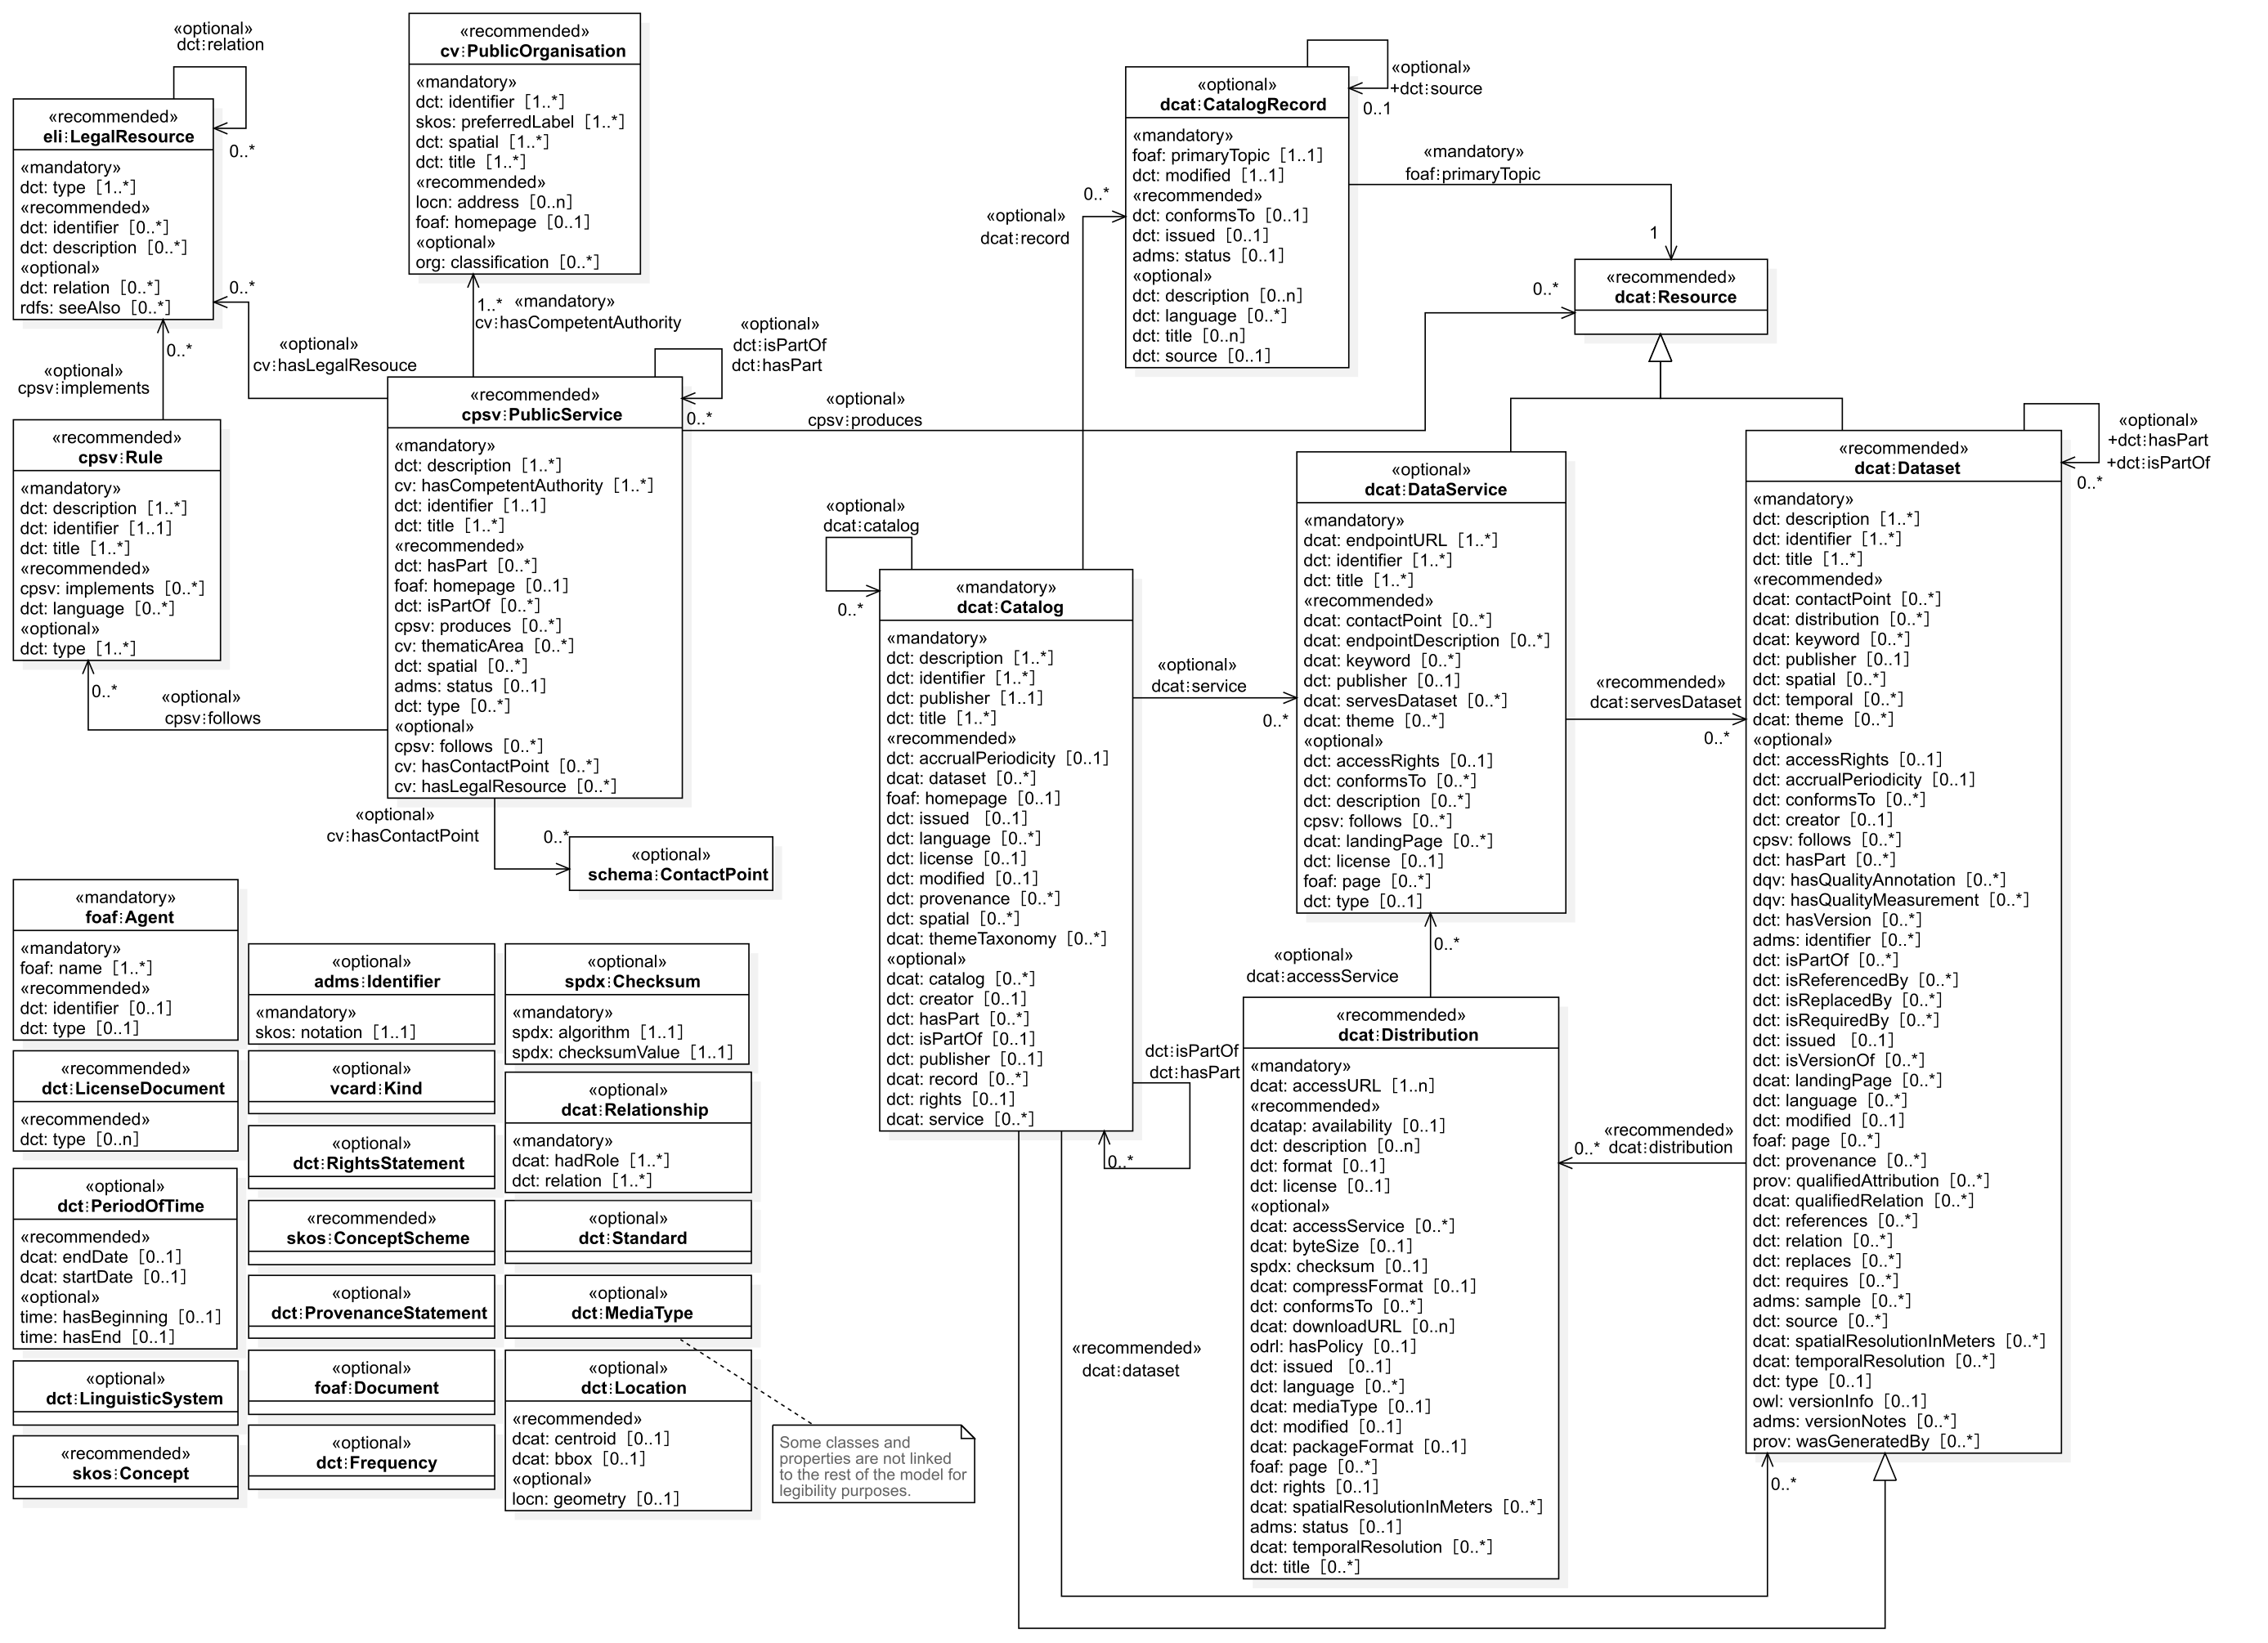 «optional»
dct:relation
«recommended»
eli:LegalResource
«mandatory»
dct: type [1..*]
«recommended»
dct: identifier [0..*]
dct: description [0..*]
«optional»
dct: relation [0..*]
rdfs: seeAlso [0..*]
0..*
0..*
0..*
«optional»
cpsv:implements
«optional»
cv:hasLegalResouce
«recommended»
cv:PublicOrganisation
«mandatory»
dct: identifier [1..*]
skos: preferredLabel [1..*]
dct: spatial [1..*]
dct: title [1..*]
«recommended»
locn: address [0..n]
foaf: homepage [0..1]
«optional»
org: classification [0..*]
1..* «mandatory»
cv:hasCompetentAuthority
«optional»
dct:isPartOf
dct:hasPart
0..*
«recommended»
cpsv:Rule
«mandatory»
dct: description [1..*]
dct: identifier [1..1]
dct: title [1..*]
«recommended»
cpsv: implements [0..*]
dct: language [0..*]
«optional»
dct: type [1..*]
0..*
«optional»
cpsv:follows
«recommended»
cpsv:PublicService
«mandatory»
dct: description [1..*]
cv: hasCompetentAuthority [1..*]
dct: identifier [1..1]
dct: title [1..*]
«recommended»
dct: hasPart [0..*]
foaf: homepage [0..1]
dct: isPartOf [0..*]
cpsv: produces [0..*]
cv: thematicArea [0..*]
dct: spatial [0..*]
adms: status [0..1]
dct: type [0..*]
«optional»
cpsv: follows [0..*]
cv: hasContactPoint [0..*]
cv: hasLegalResource [0..*]
«optional»
cpsv:produces
0..*
«optional»
cv:hasContactPoint
0..*
«optional»
schema:ContactPoint
«optional»
dcat:CatalogRecord
«mandatory»
foaf: primaryTopic [1..1]
dct: modified [1..1]
«recommended»
dct: conformsTo [0..1]
dct: issued [0..1]
adms: status [0..1]
«optional»
dct: description [0..n]
dct: language [0..*]
dct: title [0..n]
dct: source [0..1]
«optional»
+dct:source
0..1
«mandatory»
foaf:primaryTopic
1
0..*
«optional»
dcat:record
«recommended»
dcat:Resource
«optional»
dcat:catalog
0..*
«mandatory»
dcat:Catalog
«mandatory»
dct: description [1..*]
dct: identifier [1..*]
dct: publisher [1..1]
dct: title [1..*]
«recommended»
dct: accrualPeriodicity [0..1]
dcat: dataset [0..*]
foaf: homepage [0..1]
dct: issued [0..1]
dct: language [0..*]
dct: license [0..1]
dct: modified [0..1]
dct: provenance [0..*]
dct: spatial [0..*]
dcat: themeTaxonomy [0..*]
«optional»
dcat: catalog [0..*]
dct: creator [0..1]
dct: hasPart [0..*]
dct: isPartOf [0..1]
dct: publisher [0..1]
dcat: record [0..*]
dct: rights [0..1]
dcat: service [0..*]
«optional»
dcat:service
0..*
dct:isPartOf
dct:hasPart
0..*
«recommended»
dcat:dataset
0..*
«optional»
dcat:DataService
«mandatory»
dcat: endpointURL [1..*]
dct: identifier [1..*]
dct: title [1..*]
«recommended»
dcat: contactPoint [0..*]
dcat: endpointDescription [0..*]
dcat: keyword [0..*]
dct: publisher [0..1]
dcat: servesDataset [0..*]
dcat: theme [0..*]
«optional»
dct: accessRights [0..1]
dct: conformsTo [0..*]
dct: description [0..*]
cpsv: follows [0..*]
dcat: landingPage [0..*]
dct: license [0..1]
foaf: page [0..*]
dct: type [0..1]
«recommended»
dcat:servesDataset
0..*
«optional»
dcat:accessService
0..*
«recommended»
dcat:Distribution
«mandatory»
dcat: accessURL [1..n]
«recommended»
dcatap: availability [0..1]
dct: description [0..n]
dct: format [0..1]
dct: license [0..1]
«optional»
dcat: accessService [0..*]
dcat: byteSize [0..1]
spdx: checksum [0..1]
dcat: compressFormat [0..1]
dct: conformsTo [0..*]
dcat: downloadURL [0..n]
odrl: hasPolicy [0..1]
dct: issued [0..1]
dct: language [0..*]
dcat: mediaType [0..1]
dct: modified [0..1]
dcat: packageFormat [0..1]
foaf: page [0..*]
dct: rights [0..1]
dcat: spatialResolutionInMeters [0..*]
adms: status [0..1]
dcat: temporalResolution [0..*]
dct: title [0..*]
«recommended»
0..* dcat:distribution
«recommended»
dcat:Dataset
«mandatory»
dct: description [1..*]
dct: identifier [1..*]
dct: title [1..*]
«recommended»
dcat: contactPoint [0..*]
dcat: distribution [0..*]
dcat: keyword [0..*]
dct: publisher [0..1]
dct: spatial [0..*]
dct: temporal [0..*]
dcat: theme [0..*]
«optional»
dct: accessRights [0..1]
dct: accrualPeriodicity [0..1]
dct: conformsTo [0..*]
dct: creator [0..1]
cpsv: follows [0..*]
dct: hasPart [0..*]
dqv: hasQualityAnnotation [0..*]
dqv: hasQualityMeasurement [0..*]
dct: hasVersion [0..*]
adms: identifier [0..*]
dct: isPartOf [0..*]
dct: isReferencedBy [0..*]
dct: isReplacedBy [0..*]
dct: isRequiredBy [0..*]
dct: issued [0..1]
dct: isVersionOf [0..*]
dcat: landingPage [0..*]
dct: language [0..*]
dct: modified [0..1]
foaf: page [0..*]
dct: provenance [0..*]
prov: qualifiedAttribution [0..*]
dcat: qualifiedRelation [0..*]
dct: references [0..*]
dct: relation [0..*]
dct: replaces [0..*]
dct: requires [0..*]
adms: sample [0..*]
dct: source [0..*]
dcat: spatialResolutionInMeters [0..*]
dcat: temporalResolution [0..*]
dct: type [0..1]
owl: versionInfo [0..1]
adms: versionNotes [0..*]
prov: wasGeneratedBy [0..*]
«optional»
+dct:hasPart
+dct:isPartOf
0..*
«mandatory»
foaf:Agent
«mandatory»
foaf: name [1..*]
«recommended»
dct: identifier [0..1]
dct: type [0..1]
«recommended»
dct:LicenseDocument
«recommended»
dct: type [0..n]
«optional»
dct:PeriodOfTime
«recommended»
dcat: endDate [0..1]
dcat: startDate [0..1]
«optional»
time: hasBeginning [0..1]
time: hasEnd [0..1]
«optional»
dct:LinguisticSystem
«recommended»
skos:Concept
«optional»
adms:Identifier
«mandatory»
skos: notation [1..1]
«optional»
vcard:Kind
«optional»
dct:RightsStatement
«recommended»
skos:ConceptScheme
«optional»
dct:ProvenanceStatement
«optional»
foaf:Document
«optional»
dct:Frequency
«optional»
spdx:Checksum
«mandatory»
spdx: algorithm [1..1]
spdx: checksumValue [1..1]
«optional»
dcat:Relationship
«mandatory»
dcat: hadRole [1..*]
dct: relation [1..*]
«optional»
dct:Standard
«optional»
dct:MediaType
«optional»
dct:Location
«recommended»
dcat: centroid [0..1]
dcat: bbox [0..1]
«optional»
locn: geometry [0..1]
Some classes and
properties are not linked
to the rest of the model for
legibility purposes.